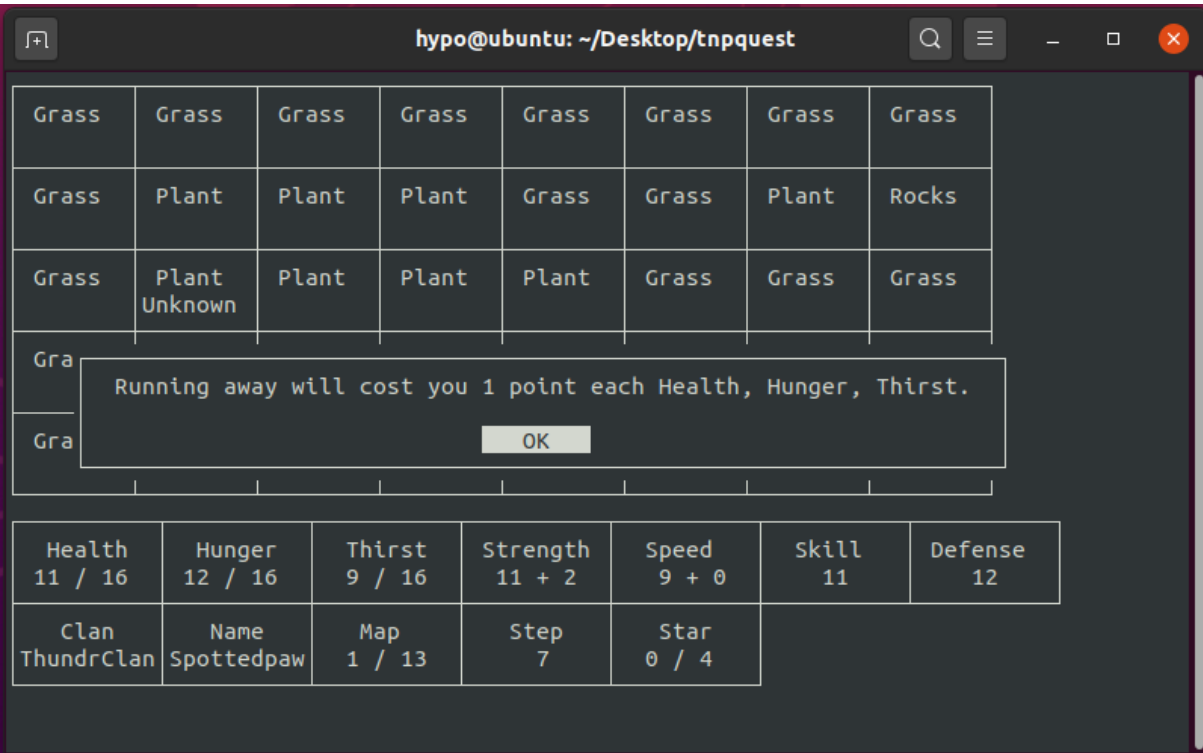 hypo@ubuntu: ~/Desktop/tnpquest
Grass Grass Grass Grass Grass Grass Grass Grass
Grass Plant Plant Plant Grass Grass Plant Rocks
Grass Plant Plant Plant Plant Grass Grass Grass
Unknown
Gra
Running away will cost you 1 point each Health, Hunger, Thirst.
OK
Gra
Health Hunger Thirst Strength Speed Skill Defense
11 / 16 12 / 16 9 / 16 11 + 2 9 + 0 11 12
Clan Name Map Step Star
ThundrClan Spottedpaw 1 / 13 7 0 / 4